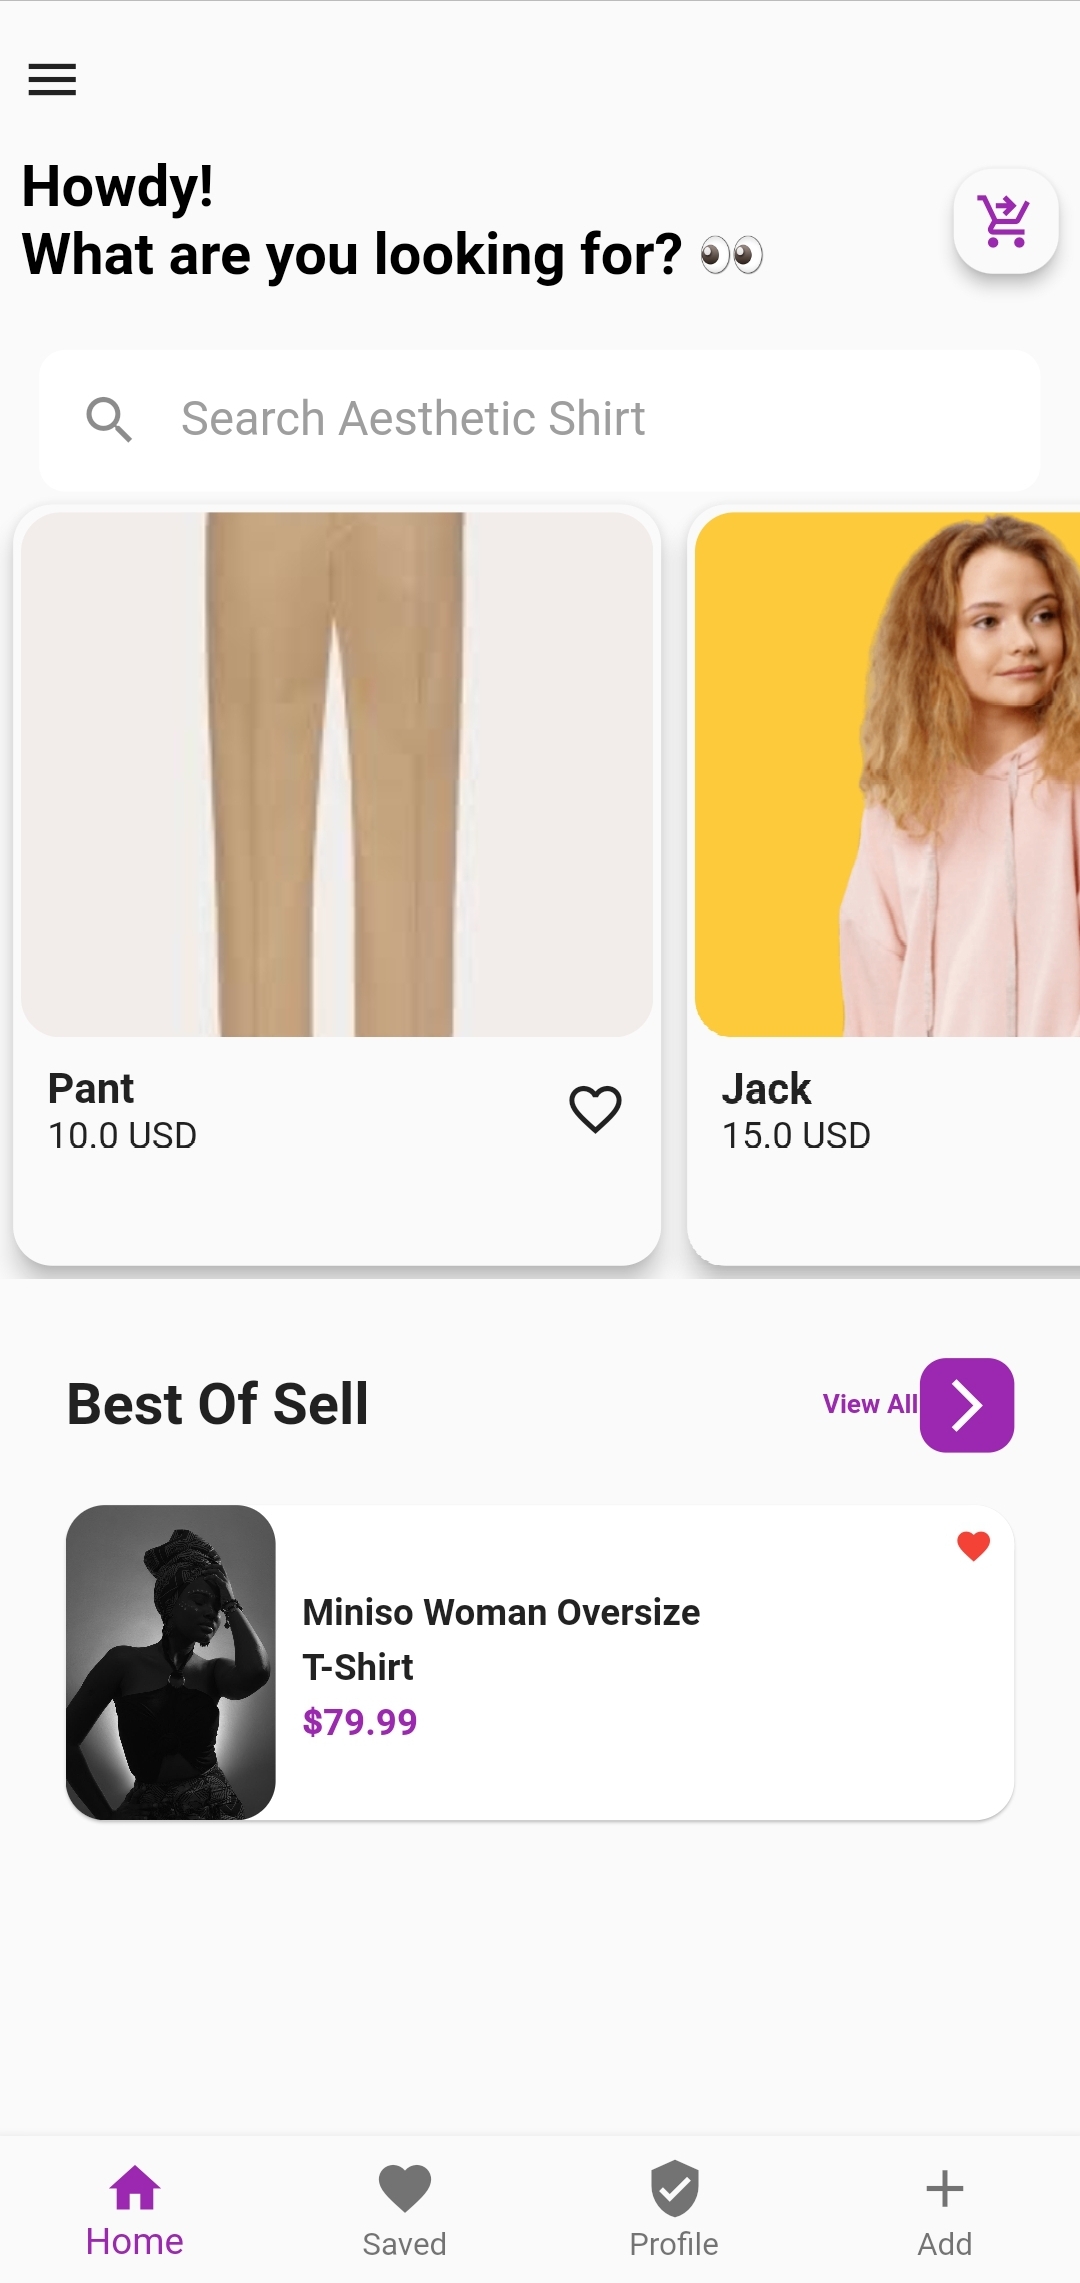 Howdy!
What are you looking for? 👀
Search Aesthetic Shirt
Pant
10.0 USD
Jack
15.0 USD
Best Of Sell
View All
Miniso Woman Oversize
T-Shirt
$79.99
Home
Saved
Profile
Add